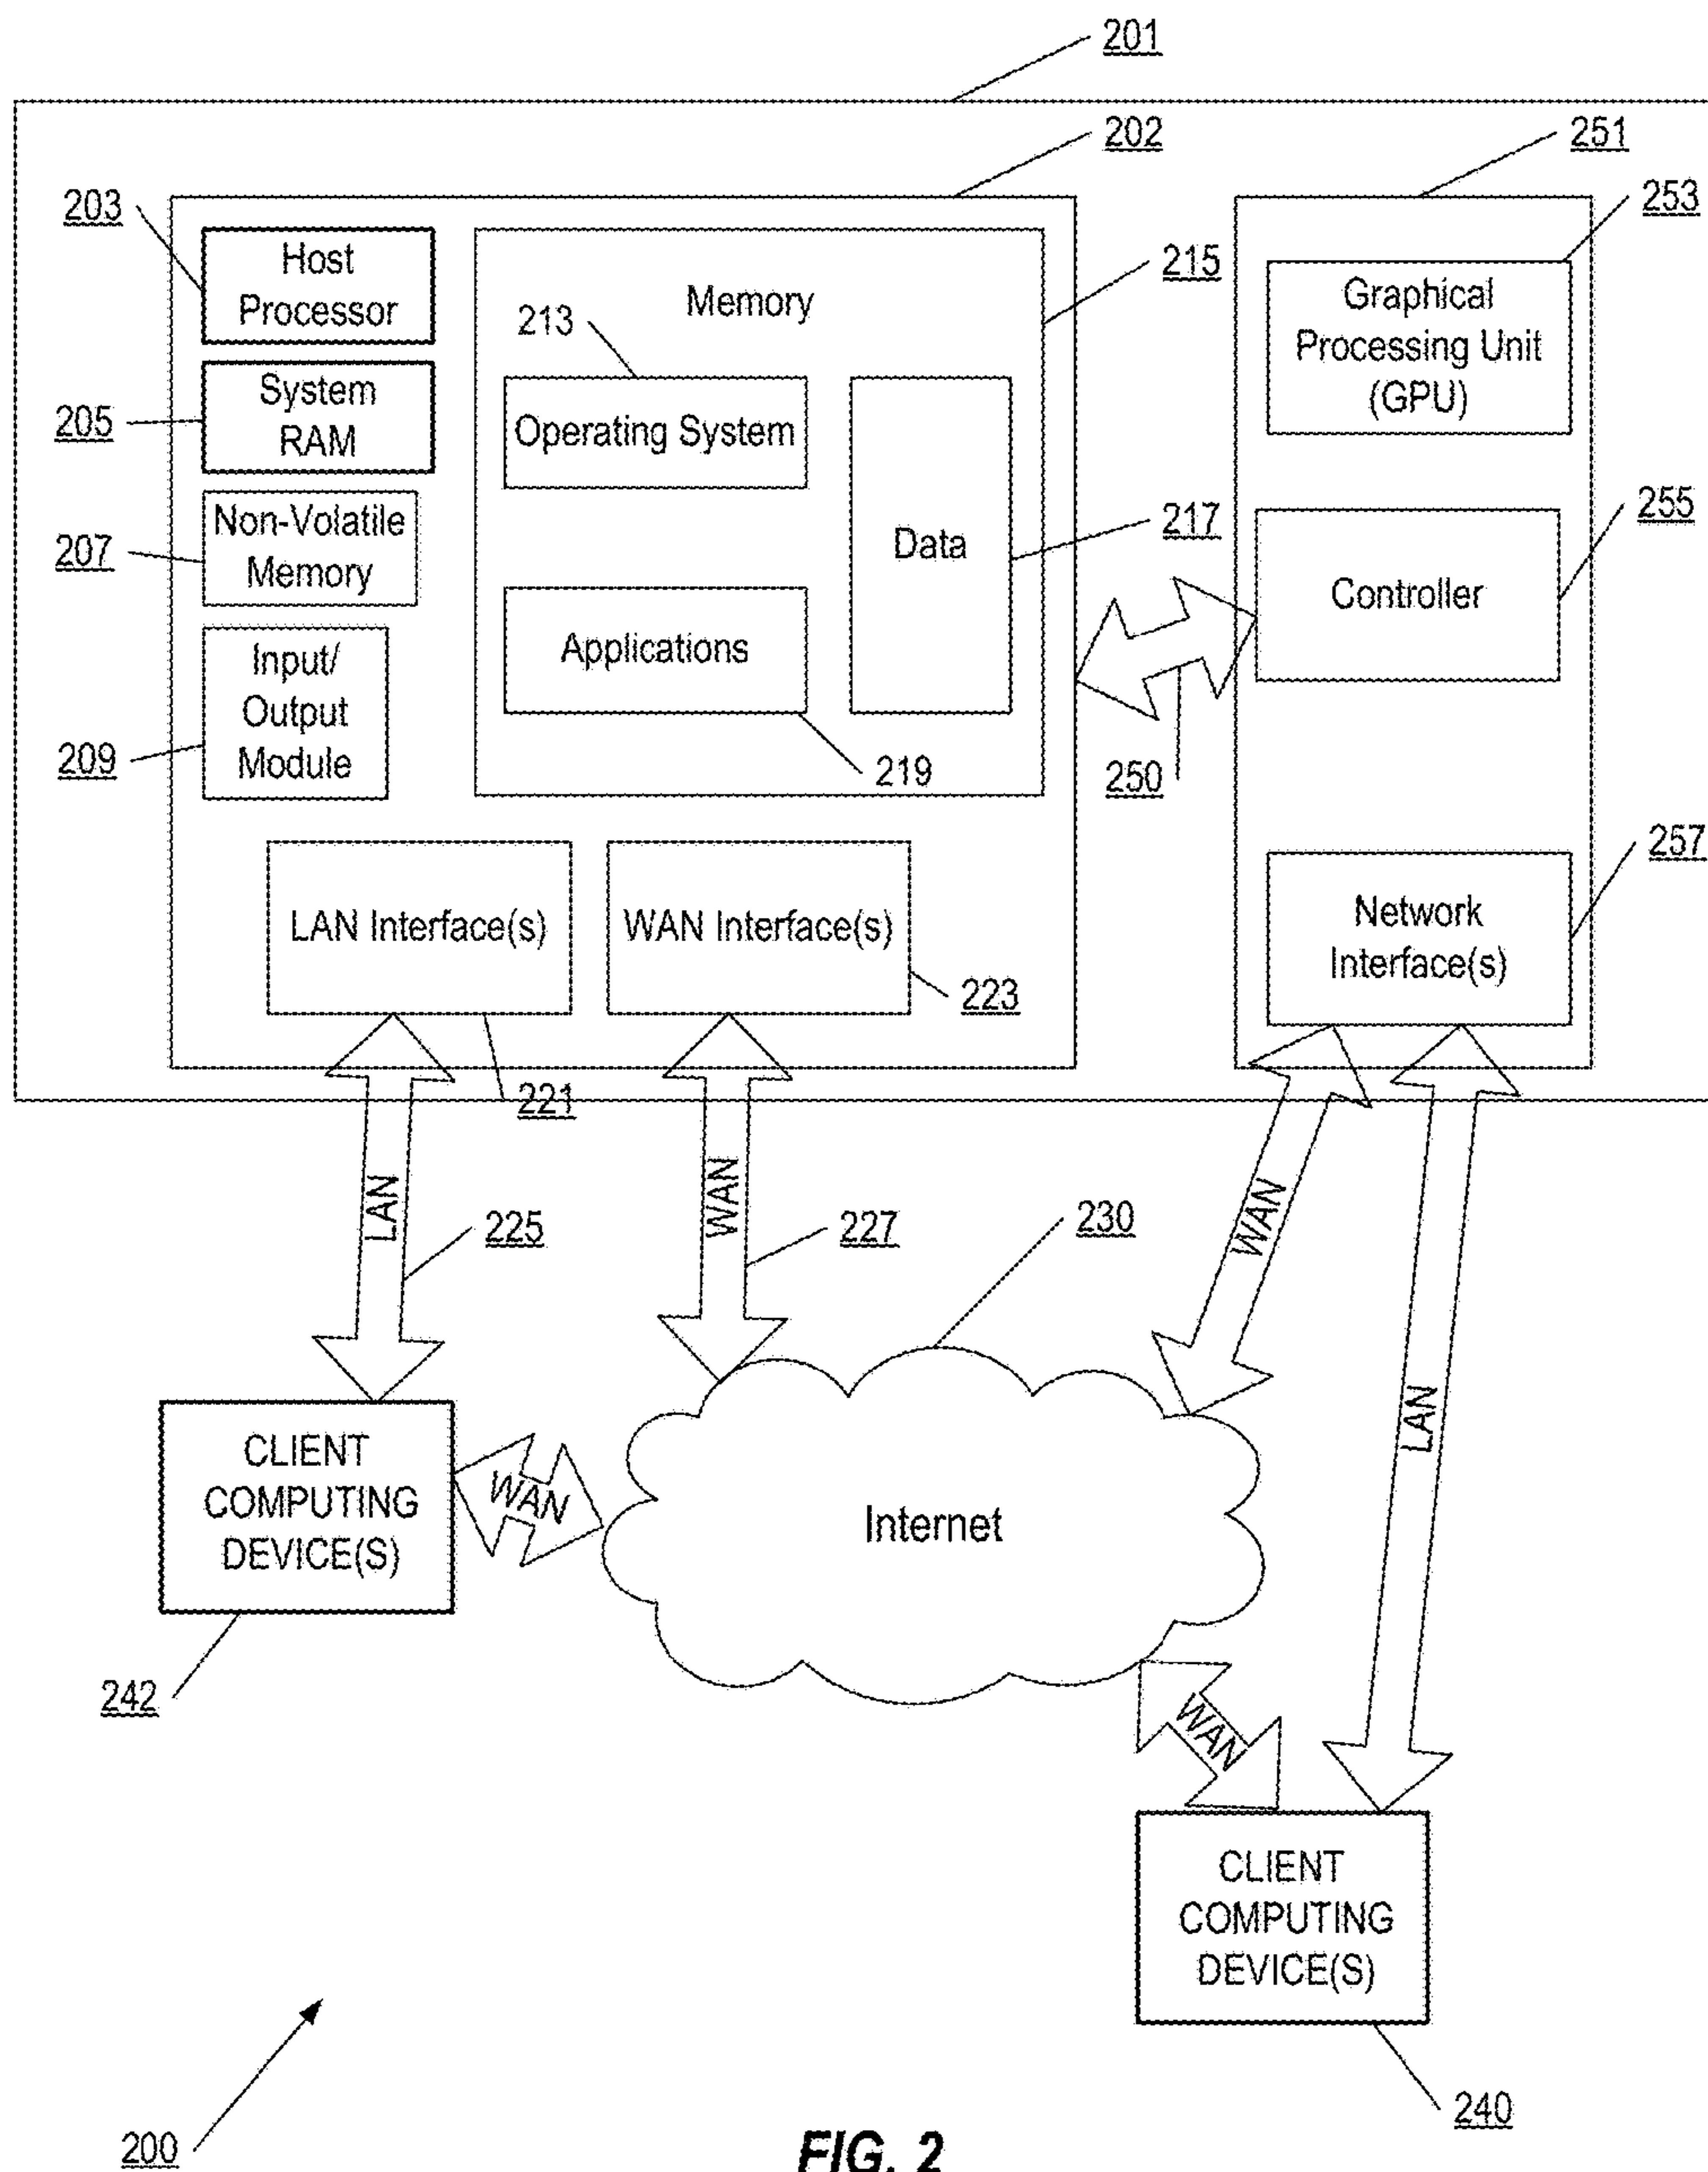 201
202
251
203
Host
Processor
Memory
215
253
Graphical
Processing Unit
(GPU)
213
205
System
RAM
Operating System
207
Non-Volatile
Memory
Data
217
255
Controller
Applications
209
Input/
Output
Module
219
250
257
LAN Interface(s)
WAN Interface(s)
223
Network
Interface(s)
221
LAN
225
WAN
227
230
WAN
LAN
CLIENT
COMPUTING
DEVICE(S)
WAN
Internet
242
WAN
CLIENT
COMPUTING
DEVICE(S)
240
200
FIG. 2